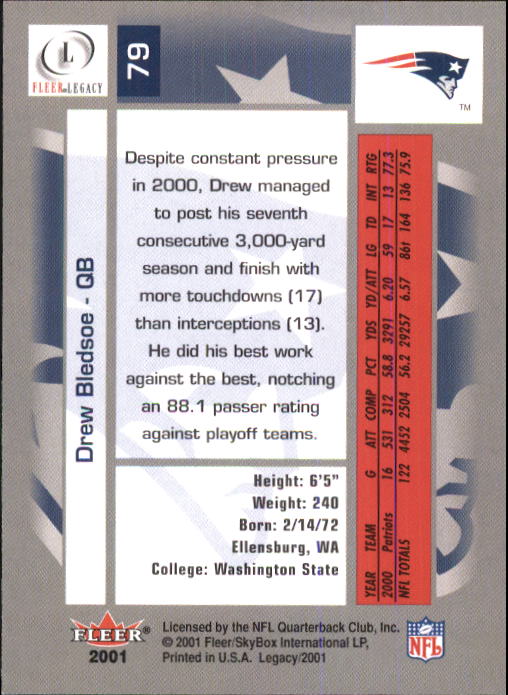 L
FLEER LEGACY
79
TM
Drew Bledsoe - QB
Despite constant pressure
in 2000, Drew managed
to post his seventh
consecutive 3,000-yard
season and finish with
more touchdowns (17)
than interceptions (13).
He did his best work
against the best, notching
an 88.1 passer rating
against playoff teams.
Height: 6'5"
Weight: 240
Born: 2/14/72
Ellensburg, WA
College: Washington State
YEAR TEAM G ATT COMP PCT YDS YD/ATT LG TD INT RTG
2000 Patriots 16 531 312 58.8 3291 6.20 59 17 13 77.3
NFL TOTALS 122 4452 2504 56.2 29257 6.57 86t 164 136 75.9
FLEER®
2001
Licensed by the NFL Quarterback Club, Inc.
© 2001 Fleer/SkyBox International LP,
Printed in U.S.A. Legacy/2001
NFL